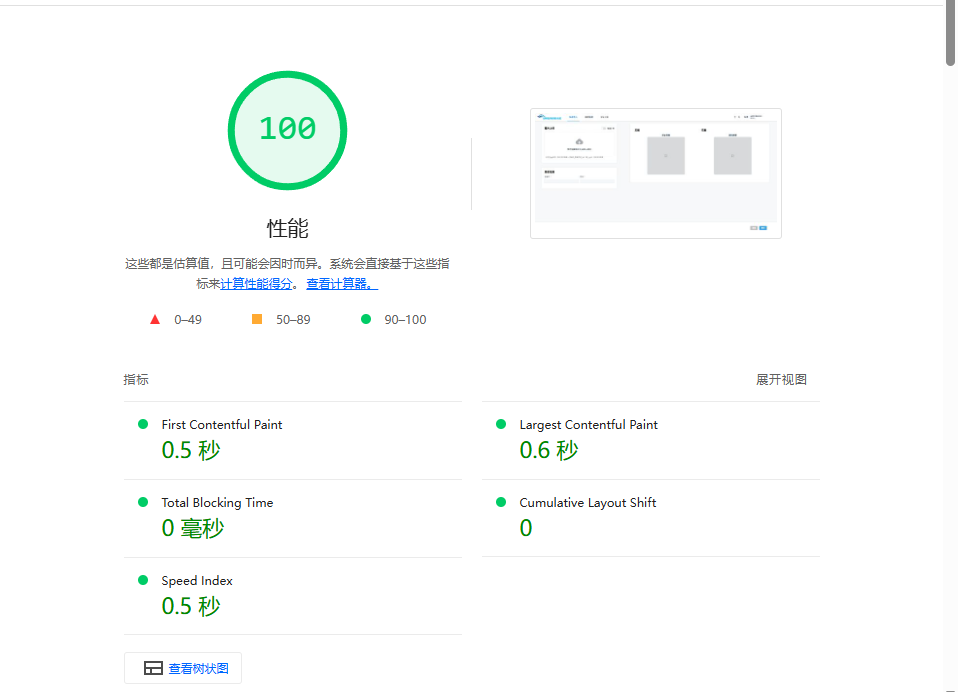 100
性能
这些都是估算值，且可能会因时而异。系统会直接基于这些指
标来计算性能得分。 查看计算器。
0–49
50–89
90–100
指标
展开视图
First Contentful Paint
0.5 秒
Largest Contentful Paint
0.6 秒
Total Blocking Time
0 毫秒
Cumulative Layout Shift
0
Speed Index
0.5 秒
查看树状图